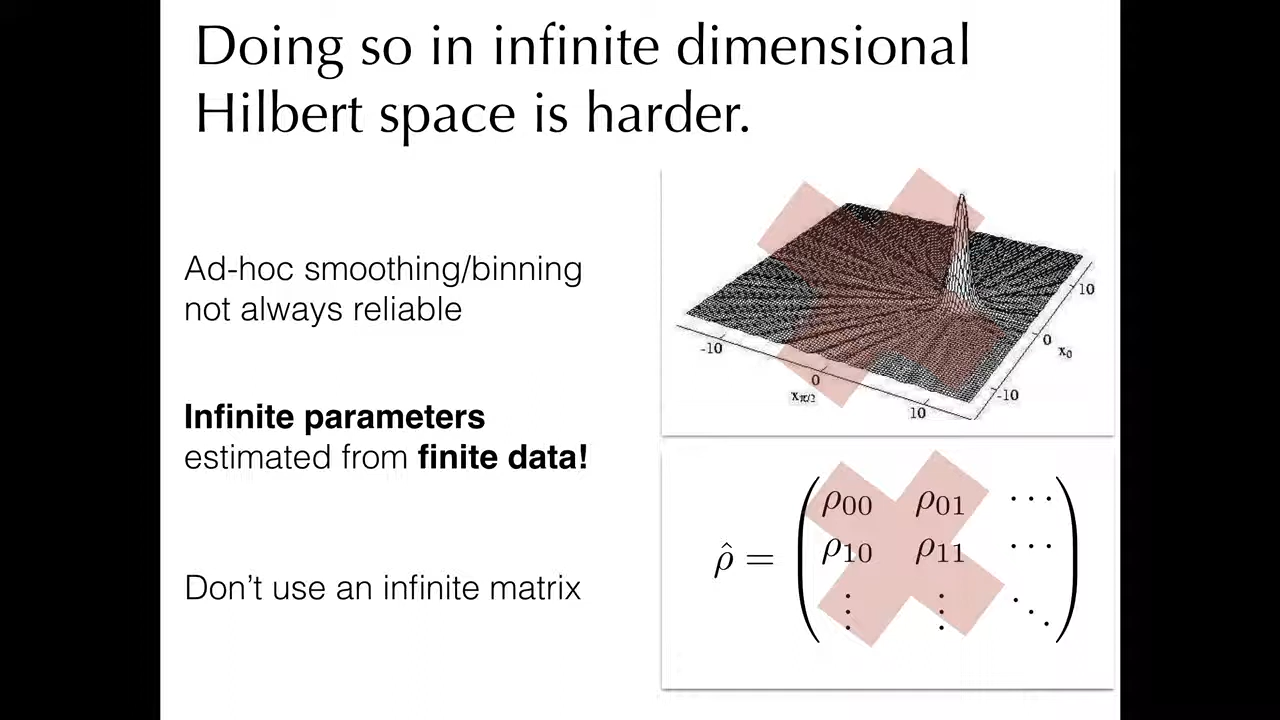 Doing so in infinite dimensional
Hilbert space is harder.
Ad-hoc smoothing/binning
not always reliable
Infinite parameters
estimated from finite data!
Don't use an infinite matrix
-10
0
10
xπ/2
10
0
-10
x₀
ρ̂ =
ρ₀₀ ρ₀₁ ⋯
ρ₁₀ ρ₁₁ ⋯
⋮ ⋮ ⋱